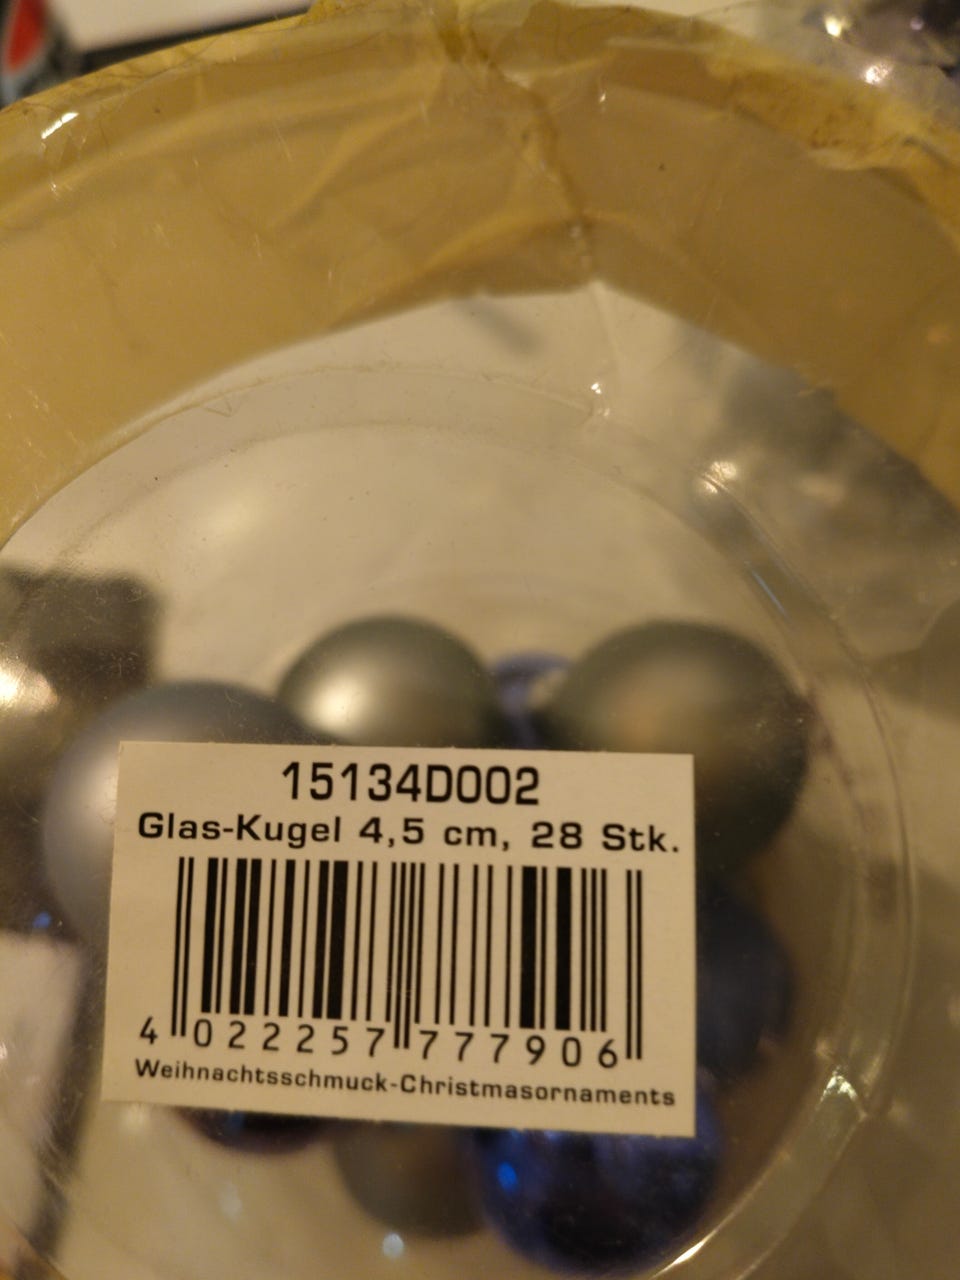 15134D002
Glas-Kugel 4,5 cm, 28 Stk.
4 022257 777906
Weihnachtsschmuck-Christmasornaments